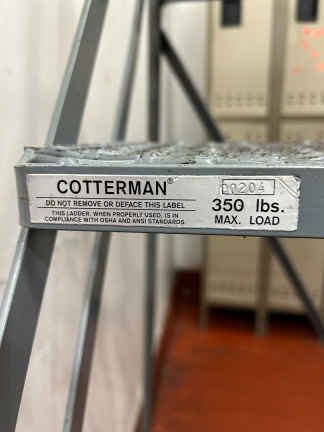 COTTERMAN®
DO NOT REMOVE OR DEFACE THIS LABEL
THIS LADDER, WHEN PROPERLY USED, IS IN
COMPLIANCE WITH OSHA AND ANSI STANDARDS
350 lbs.
MAX. LOAD